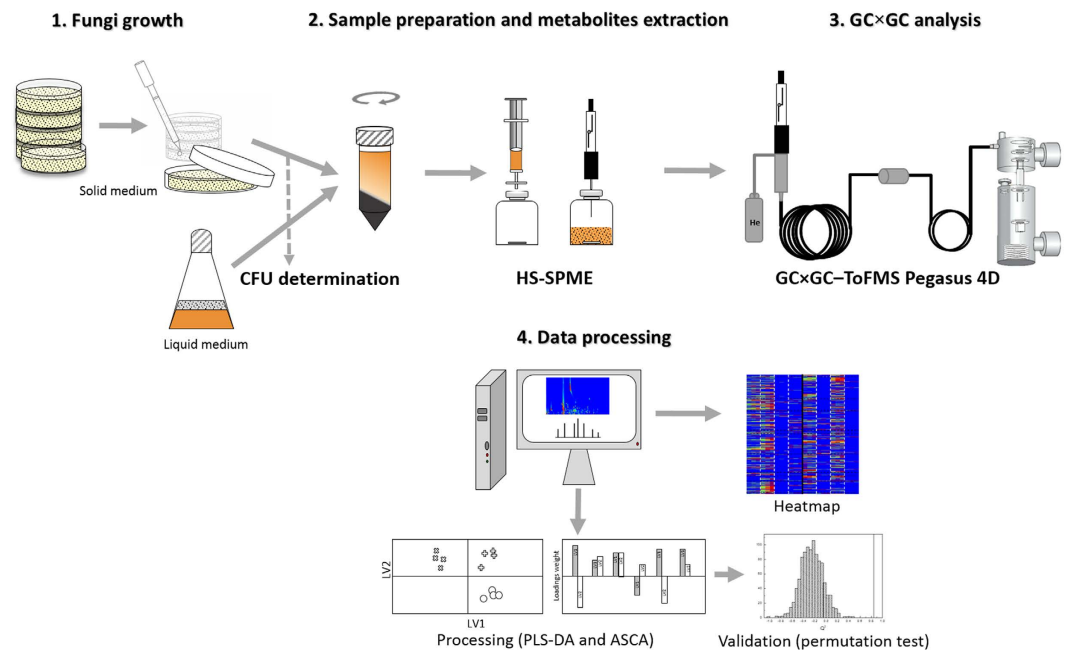 1. Fungi growth
2. Sample preparation and metabolites extraction
3. GC×GC analysis
Solid medium
He
CFU determination
HS-SPME
GC×GC–ToFMS Pegasus 4D
Liquid medium
4. Data processing
Heatmap
LV2
LV1
Loadings weight
Processing (PLS-DA and ASCA)
Validation (permutation test)